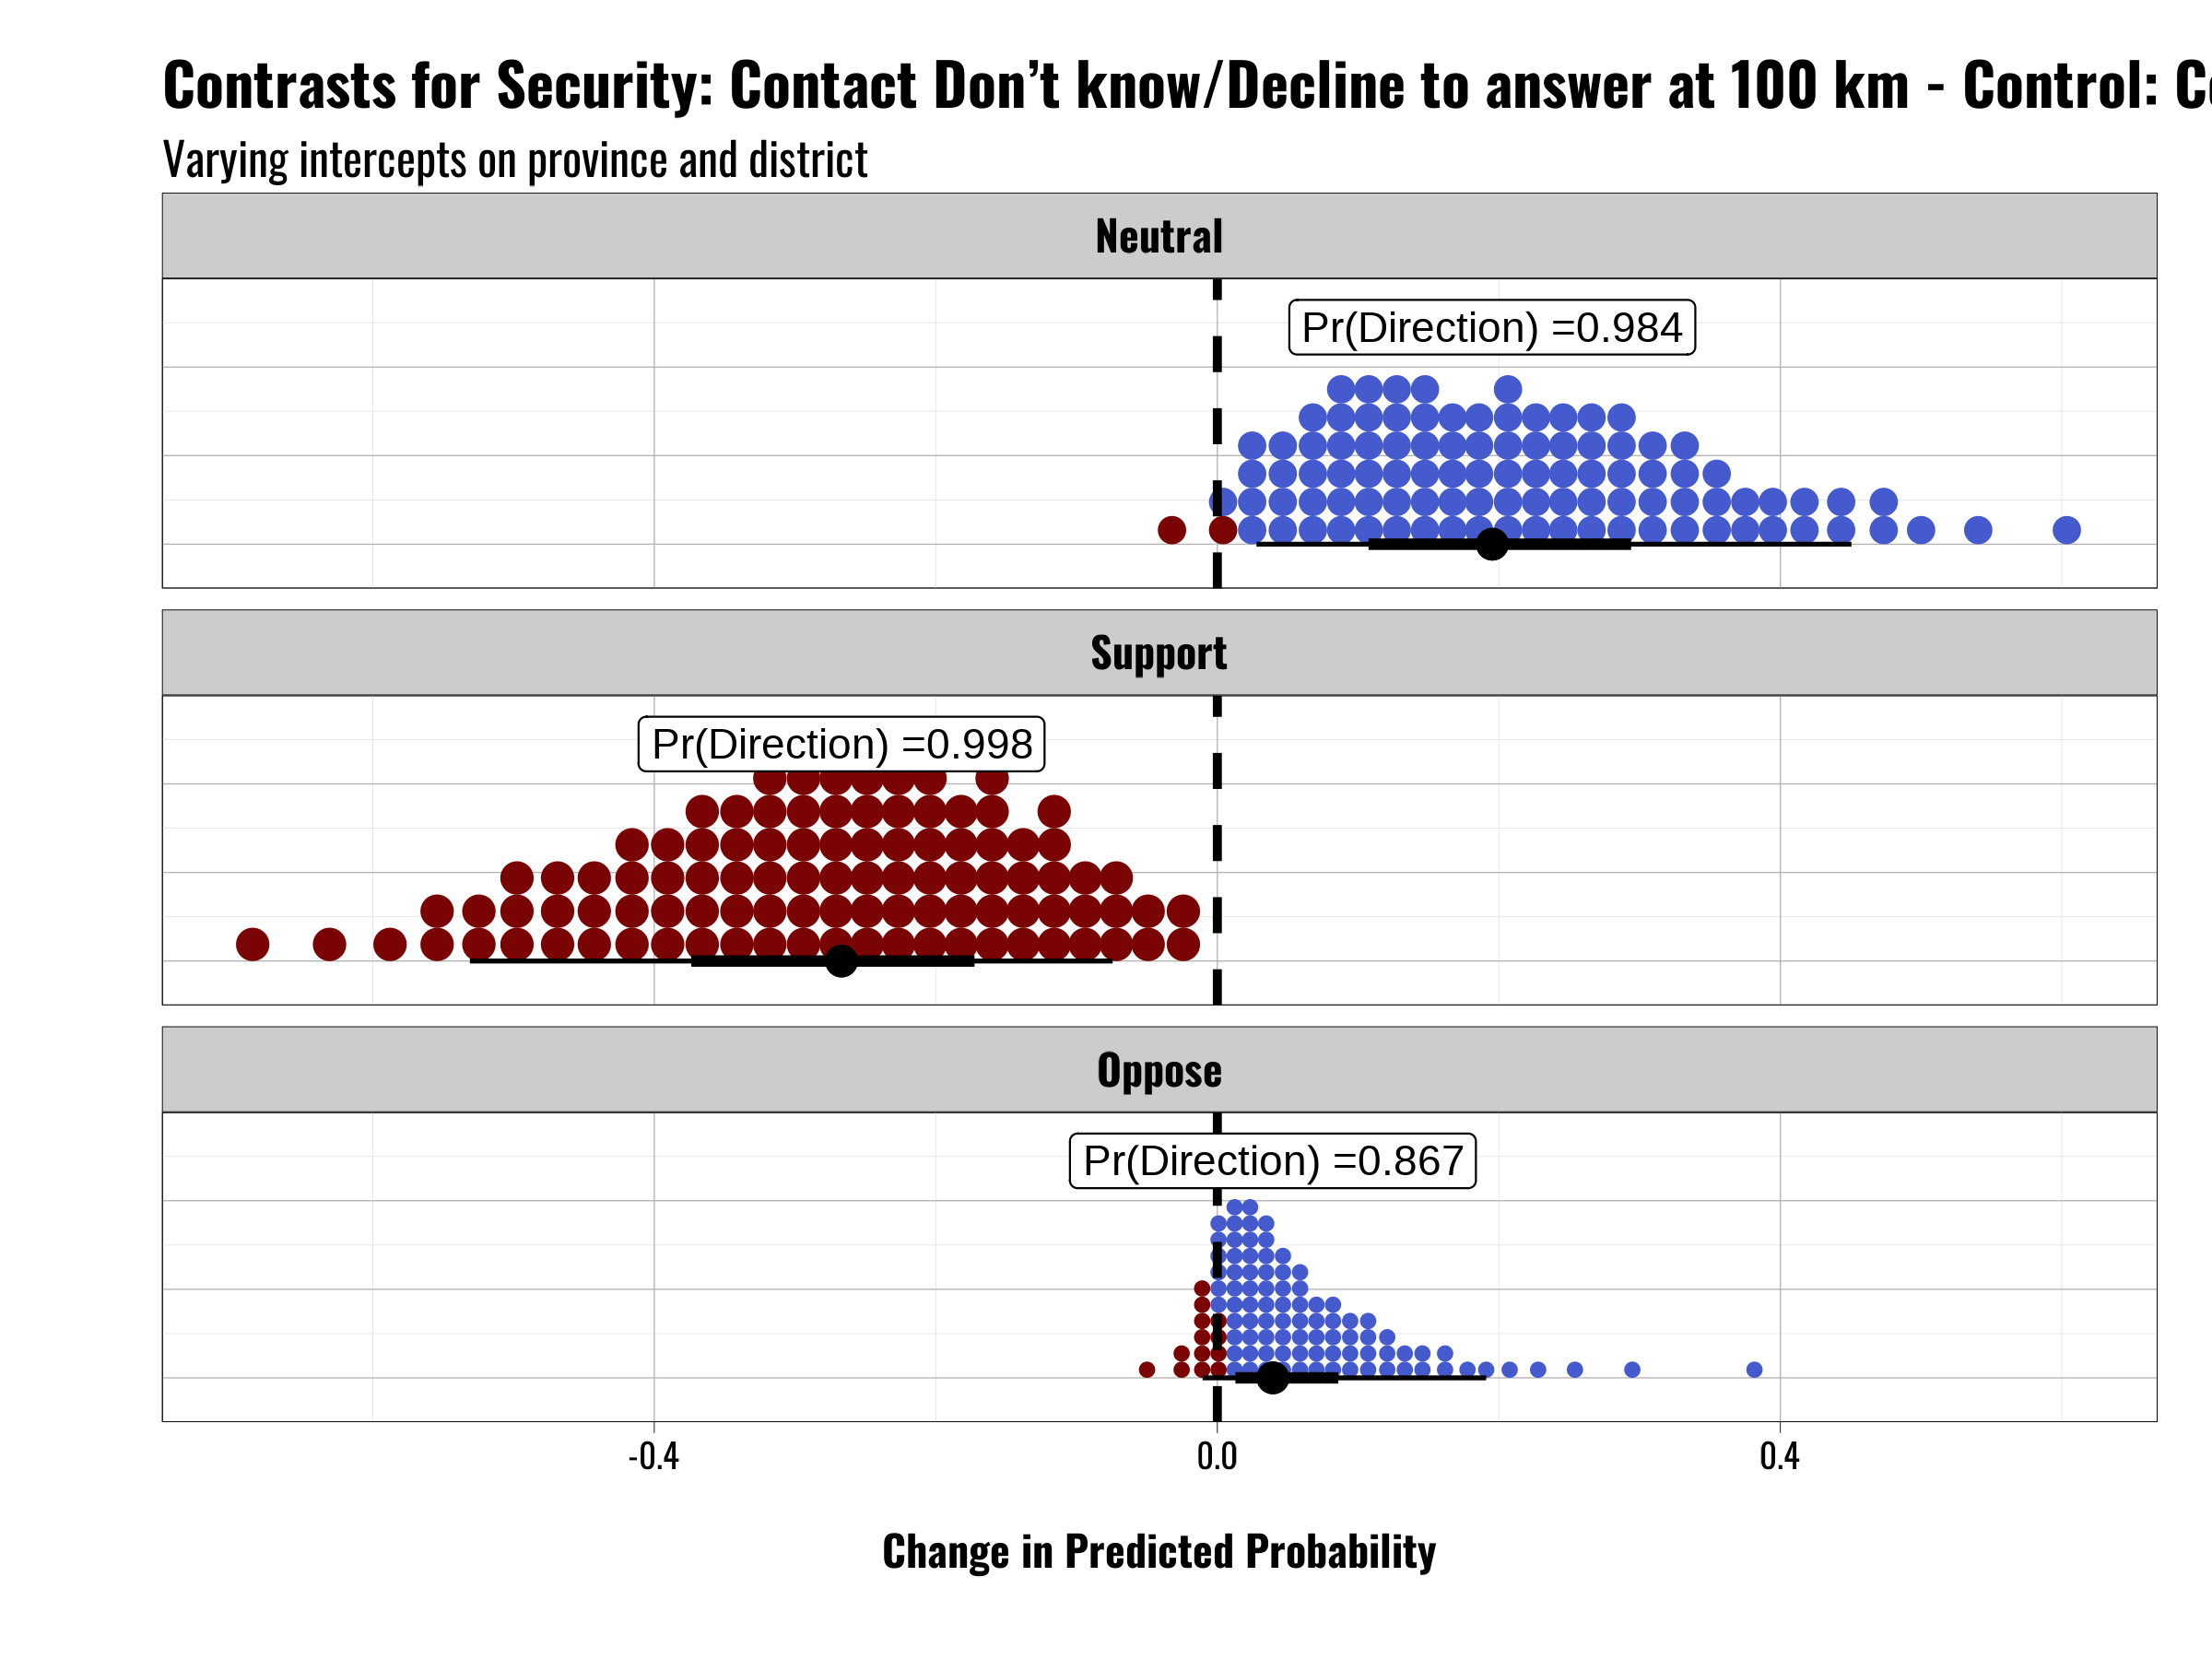 Contrasts for Security: Contact Don’t know/Decline to answer at 100 km - Control: 
Varying intercepts on province and district
Neutral
Pr(Direction) =0.984
Support
Pr(Direction) =0.998
Oppose
Pr(Direction) =0.867
-0.4 0.0 0.4
Change in Predicted Probability